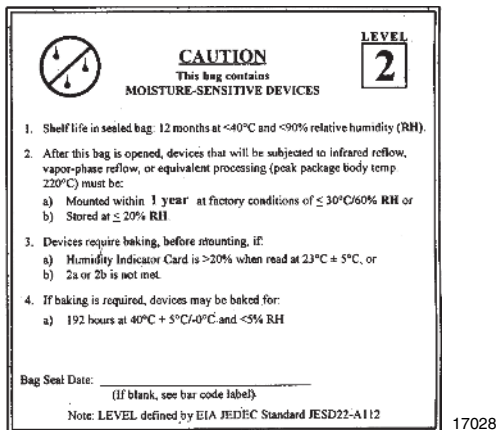 LEVEL
2
CAUTION
This bag contains
MOISTURE-SENSITIVE DEVICES
1. Shelf life in sealed bag: 12 months at <40°C and <90% relative humidity (RH).
2. After this bag is opened, devices that will be subjected to infrared reflow,
vapor-phase reflow, or equivalent processing (peak package body temp
220°C) must be:
a) Mounted within 1 year at factory conditions of ≤ 30°C/60% RH or
b) Stored at ≤ 20% RH.
3. Devices require baking, before mounting, if:
a) Humidity Indicator Card is >20% when read at 23°C ± 5°C, or
b) 2a or 2b is not met.
4. If baking is required, devices may be baked for:
a) 192 hours at 40°C + 5°C/-0°C and <5% RH
Bag Seal Date:
(If blank, see bar code label)
Note: LEVEL defined by EIA JEDEC Standard JESD22-A112
17028